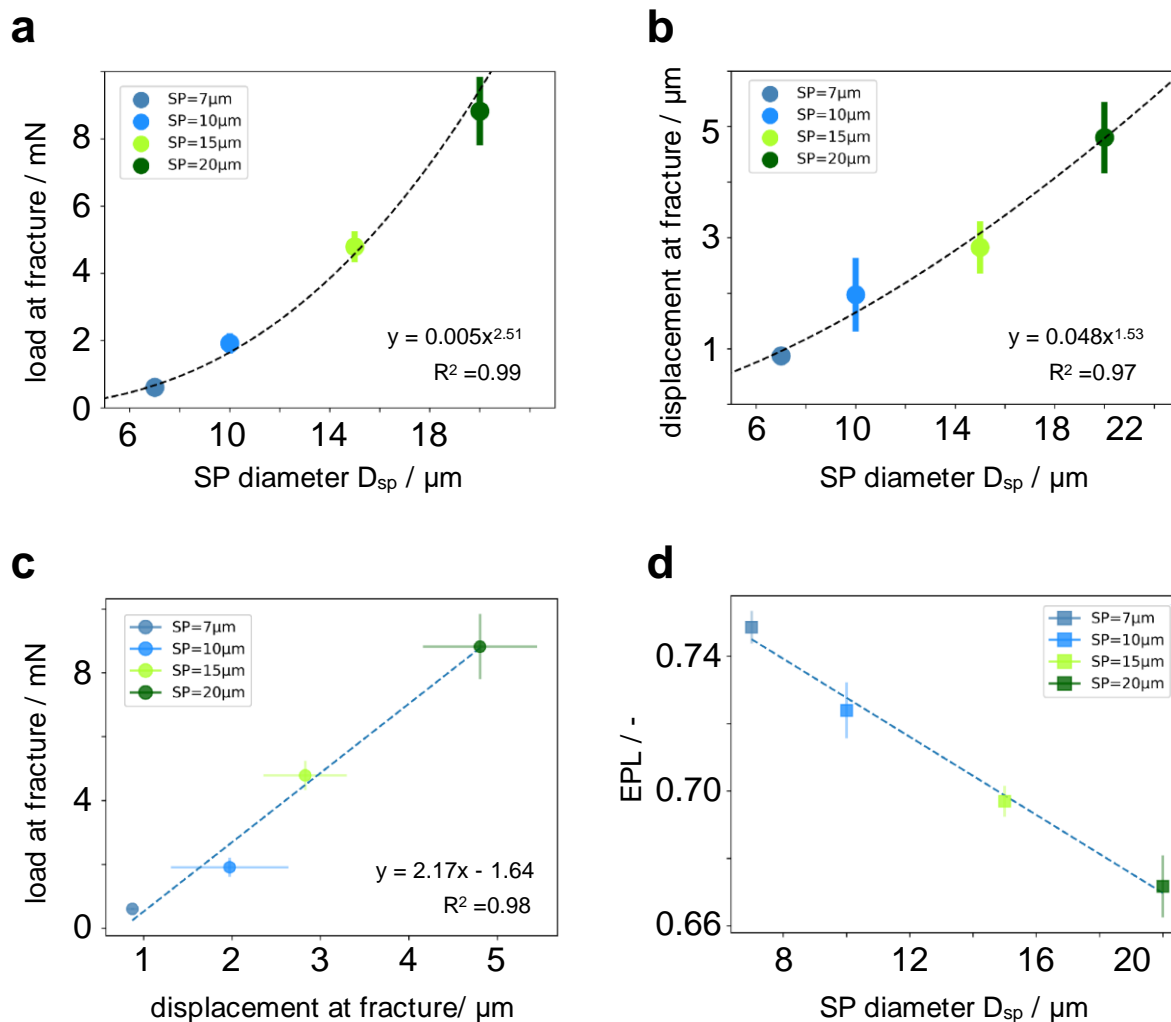 a
load at fracture / mN
8
6
4
2
0
SP=7µm
SP=10µm
SP=15µm
SP=20µm
y = 0.005x^2.51
R² =0.99
6 10 14 18
SP diameter Dsp / µm
b
displacement at fracture / µm
5
3
1
SP=7µm
SP=10µm
SP=15µm
SP=20µm
y = 0.048x^1.53
R² =0.97
6 10 14 18 22
SP diameter Dsp / µm
c
load at fracture / mN
8
4
0
SP=7µm
SP=10µm
SP=15µm
SP=20µm
y = 2.17x - 1.64
R² =0.98
1 2 3 4 5
displacement at fracture/ µm
d
EPL / -
0.74
0.70
0.66
SP=7µm
SP=10µm
SP=15µm
SP=20µm
8 12 16 20
SP diameter Dsp / µm